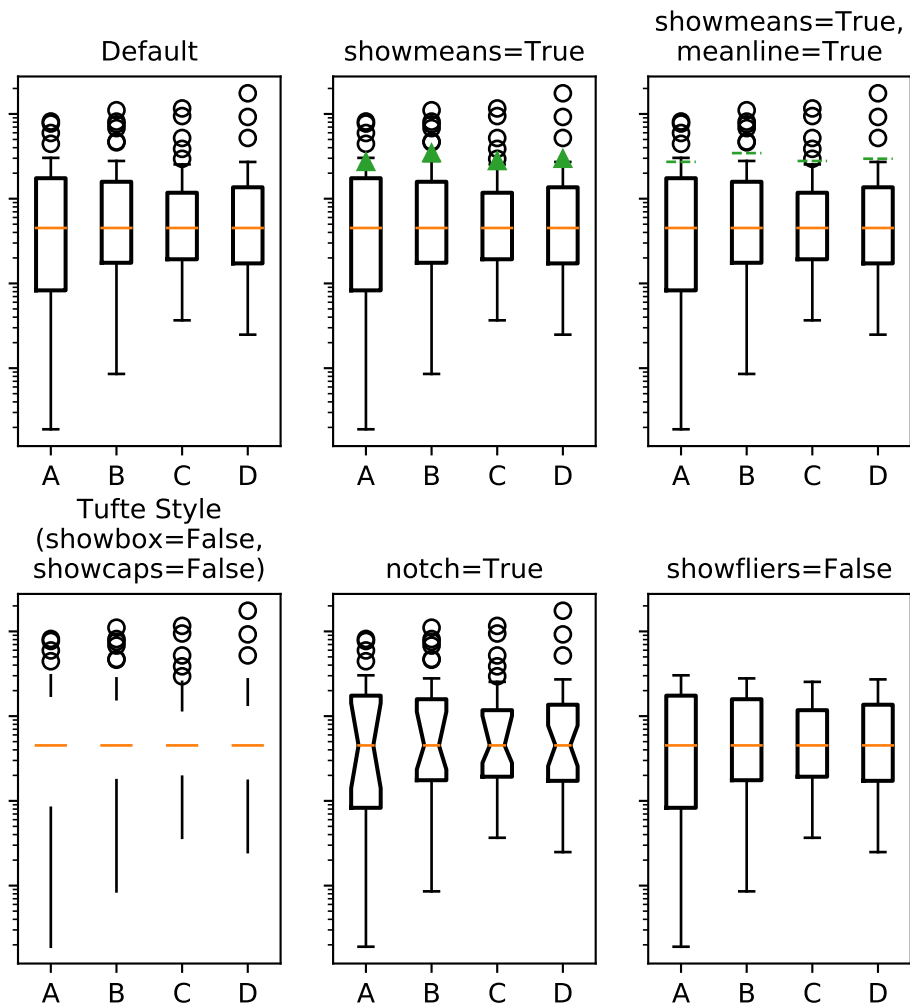 Default
showmeans=True
showmeans=True,
meanline=True
A B C D
A B C D
A B C D
Tufte Style
(showbox=False,
showcaps=False)
notch=True
showfliers=False
A B C D
A B C D
A B C D